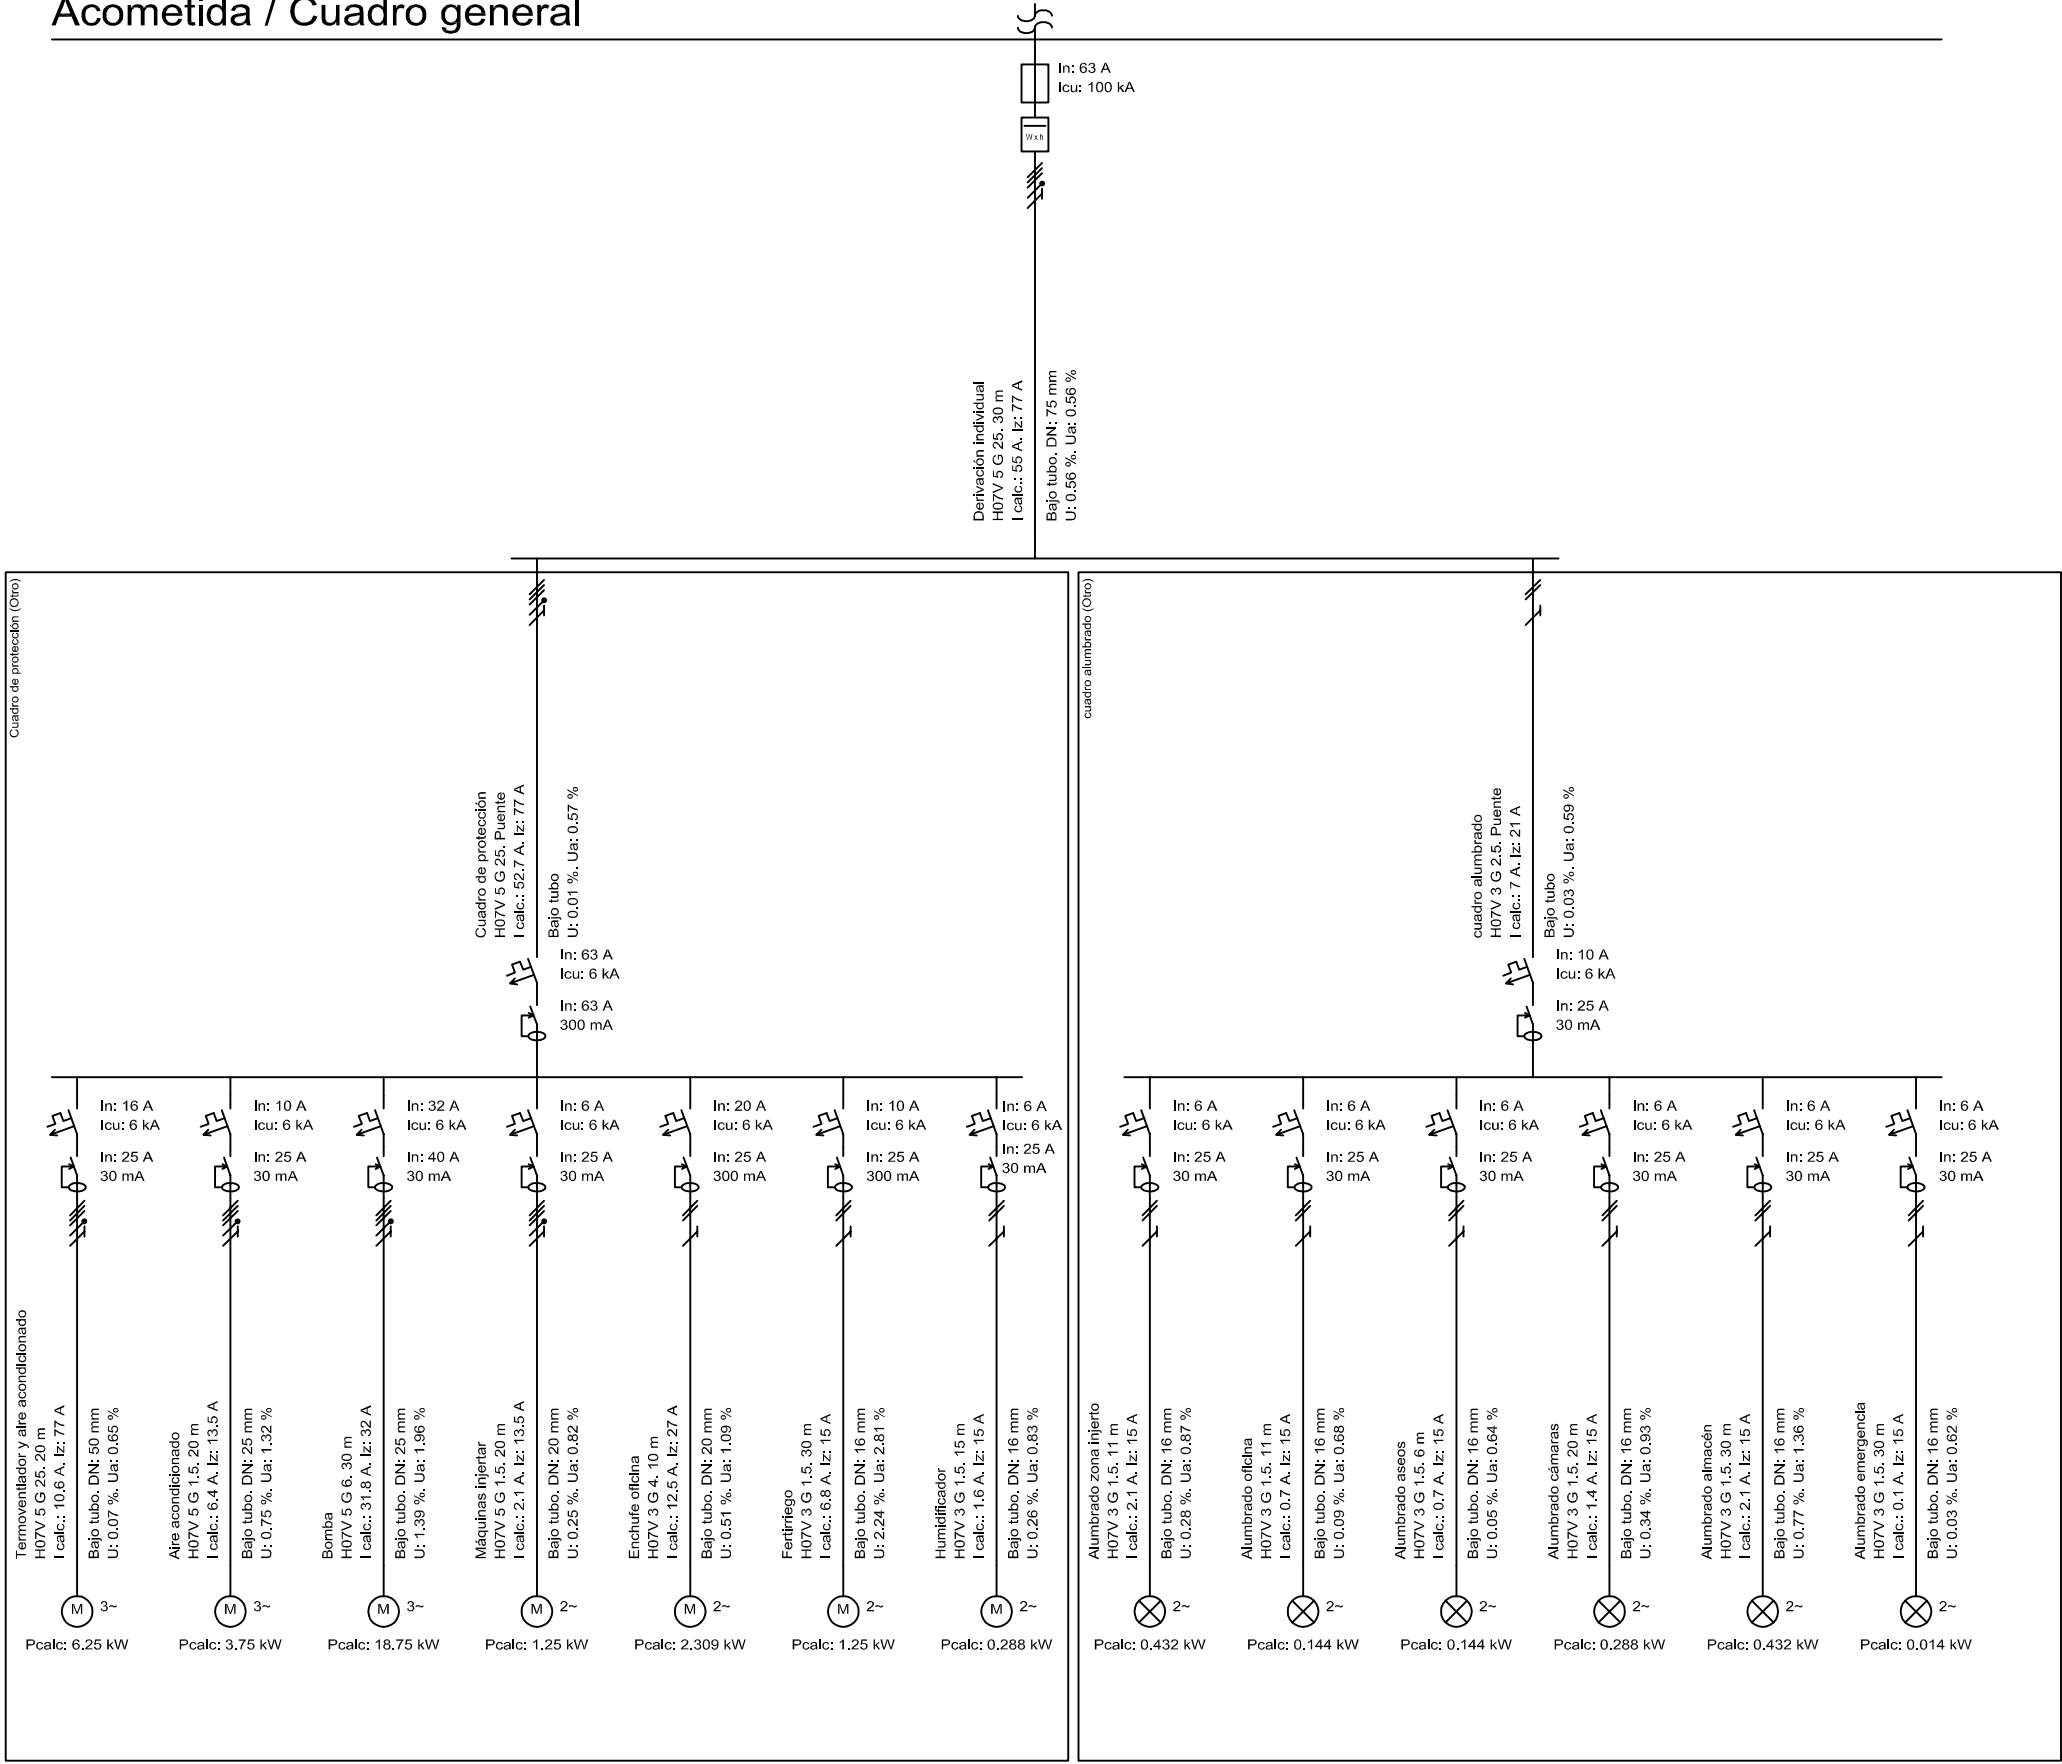 Acometida / Cuadro general
In: 63 A
Icu: 100 kA
Wxh
Derivación individual
H07V 5 G 25. 30 m
I calc.: 55 A. Iz: 77 A
Bajo tubo. DN: 75 mm
U: 0.56 %. Ua: 0.56 %
Cuadro de protección (Otro)
Cuadro de protección
H07V 5 G 25. Puente
I calc.: 52.7 A. Iz: 77 A
Bajo tubo
U: 0.01 %. Ua: 0.57 %
In: 63 A
Icu: 6 kA
In: 63 A
300 mA
In: 16 A
Icu: 6 kA
In: 25 A
30 mA
Termoventilador y aire acondicionado
H07V 5 G 25. 20 m
I calc.: 10.6 A. Iz: 77 A
Bajo tubo. DN: 50 mm
U: 0.07 %. Ua: 0.65 %
M
3~
Pcalc: 6.25 kW
In: 10 A
Icu: 6 kA
In: 25 A
30 mA
Aire acondicionado
H07V 5 G 1.5. 20 m
I calc.: 6.4 A. Iz: 13.5 A
Bajo tubo. DN: 25 mm
U: 0.75 %. Ua: 1.32 %
M
3~
Pcalc: 3.75 kW
In: 32 A
Icu: 6 kA
In: 40 A
30 mA
Bomba
H07V 5 G 6. 30 m
I calc.: 31.8 A. Iz: 32 A
Bajo tubo. DN: 25 mm
U: 1.39 %. Ua: 1.96 %
M
3~
Pcalc: 18.75 kW
In: 6 A
Icu: 6 kA
In: 25 A
30 mA
Máquinas injertar
H07V 5 G 1.5. 20 m
I calc.: 2.1 A. Iz: 13.5 A
Bajo tubo. DN: 20 mm
U: 0.25 %. Ua: 0.82 %
M
2~
Pcalc: 1.25 kW
In: 20 A
Icu: 6 kA
In: 25 A
300 mA
Enchufe oficina
H07V 3 G 4. 10 m
I calc.: 12.5 A. Iz: 27 A
Bajo tubo. DN: 20 mm
U: 0.51 %. Ua: 1.09 %
M
2~
Pcalc: 2.309 kW
In: 10 A
Icu: 6 kA
In: 25 A
300 mA
Fertirriego
H07V 3 G 1.5. 30 m
I calc.: 6.8 A. Iz: 15 A
Bajo tubo. DN: 16 mm
U: 2.24 %. Ua: 2.81 %
M
2~
Pcalc: 1.25 kW
In: 6 A
Icu: 6 kA
In: 25 A
30 mA
Humidificador
H07V 3 G 1.5. 15 m
I calc.: 1.6 A. Iz: 15 A
Bajo tubo. DN: 16 mm
U: 0.26 %. Ua: 0.83 %
M
2~
Pcalc: 0.288 kW
cuadro alumbrado (Otro)
cuadro alumbrado
H07V 3 G 2.5. Puente
I calc.: 7 A. Iz: 21 A
Bajo tubo
U: 0.03 %. Ua: 0.59 %
In: 10 A
Icu: 6 kA
In: 25 A
30 mA
In: 6 A
Icu: 6 kA
In: 25 A
30 mA
Alumbrado zona injerto
H07V 3 G 1.5. 11 m
I calc.: 2.1 A. Iz: 15 A
Bajo tubo. DN: 16 mm
U: 0.28 %. Ua: 0.87 %
2~
Pcalc: 0.432 kW
In: 6 A
Icu: 6 kA
In: 25 A
30 mA
Alumbrado oficina
H07V 3 G 1.5. 11 m
I calc.: 0.7 A. Iz: 15 A
Bajo tubo. DN: 16 mm
U: 0.09 %. Ua: 0.68 %
2~
Pcalc: 0.144 kW
In: 6 A
Icu: 6 kA
In: 25 A
30 mA
Alumbrado aseos
H07V 3 G 1.5. 6 m
I calc.: 0.7 A. Iz: 15 A
Bajo tubo. DN: 16 mm
U: 0.05 %. Ua: 0.64 %
2~
Pcalc: 0.144 kW
In: 6 A
Icu: 6 kA
In: 25 A
30 mA
Alumbrado cámaras
H07V 3 G 1.5. 20 m
I calc.: 1.4 A. Iz: 15 A
Bajo tubo. DN: 16 mm
U: 0.34 %. Ua: 0.93 %
2~
Pcalc: 0.288 kW
In: 6 A
Icu: 6 kA
In: 25 A
30 mA
Alumbrado almacén
H07V 3 G 1.5. 30 m
I calc.: 2.1 A. Iz: 15 A
Bajo tubo. DN: 16 mm
U: 0.77 %. Ua: 1.36 %
2~
Pcalc: 0.432 kW
In: 6 A
Icu: 6 kA
In: 25 A
30 mA
Alumbrado emergencia
H07V 3 G 1.5. 30 m
I calc.: 0.1 A. Iz: 15 A
Bajo tubo. DN: 16 mm
U: 0.03 %. Ua: 0.62 %
2~
Pcalc: 0.014 kW